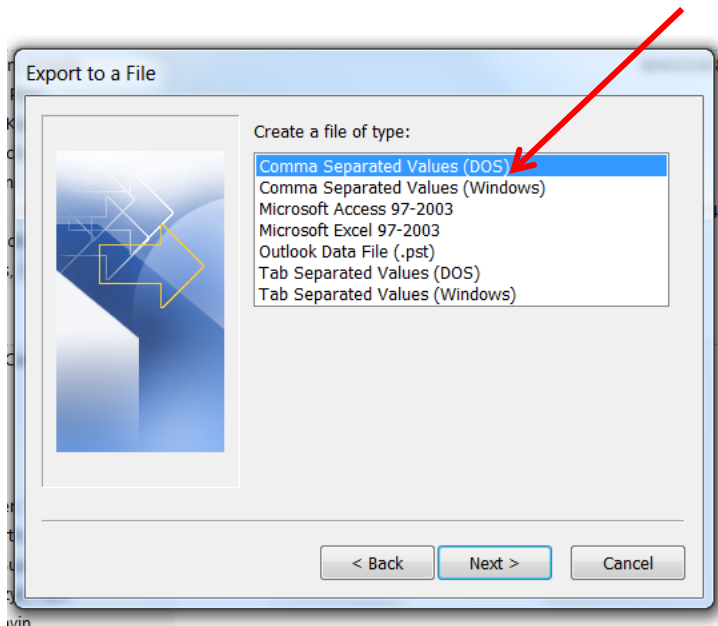 Export to a File
Create a file of type:
Comma Separated Values (DOS)
Comma Separated Values (Windows)
Microsoft Access 97-2003
Microsoft Excel 97-2003
Outlook Data File (.pst)
Tab Separated Values (DOS)
Tab Separated Values (Windows)
< Back
Next >
Cancel